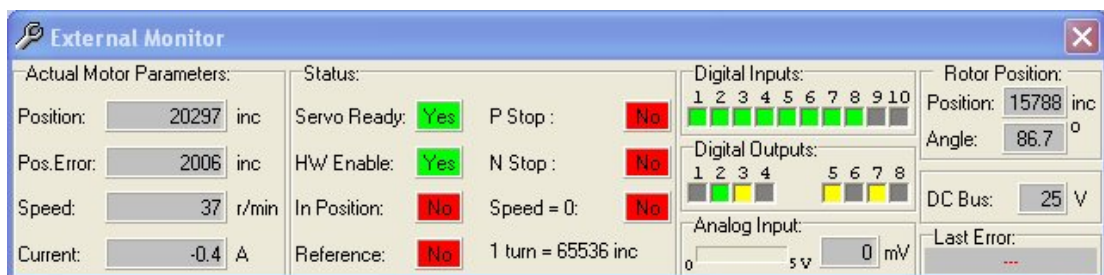 External Monitor
Actual Motor Parameters:
Position: 20297 inc
Pos.Error: 2006 inc
Speed: 37 r/min
Current: -0.4 A
Status:
Servo Ready: Yes P Stop : No
HW Enable: Yes N Stop : No
In Position: No Speed = 0: No
Reference: No 1 turn = 65536 inc
Digital Inputs:
1 2 3 4 5 6 7 8 9 10
Digital Outputs:
1 2 3 4 5 6 7 8
Analog Input:
0 5 V 0 mV
Rotor Position:
Position: 15788 inc
Angle: 86.7 o
DC Bus: 25 V
Last Error:
---